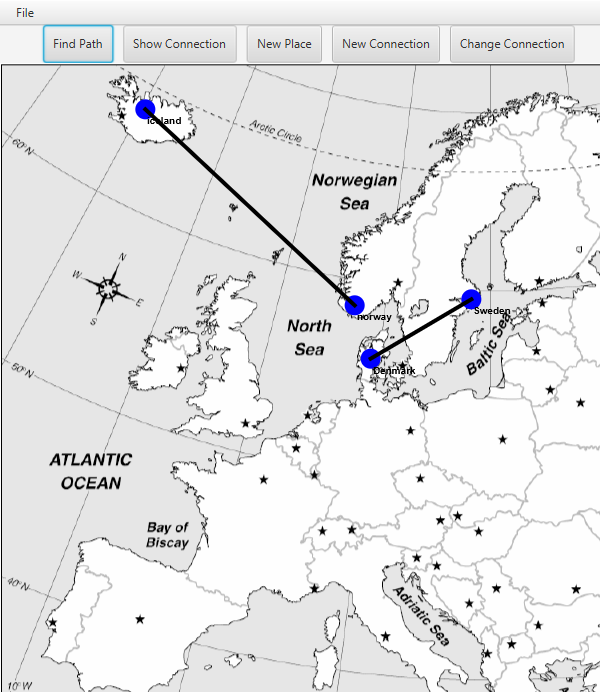 File
Find Path
Show Connection
New Place
New Connection
Change Connection
Iceland
Arctic Circle
60°N
Norwegian
Sea
N
W
E
S
norway
Sweden
North
Sea
Baltic Sea
Denmark
50°N
ATLANTIC
OCEAN
Bay of
Biscay
40°N
Adriatic Sea
10°W